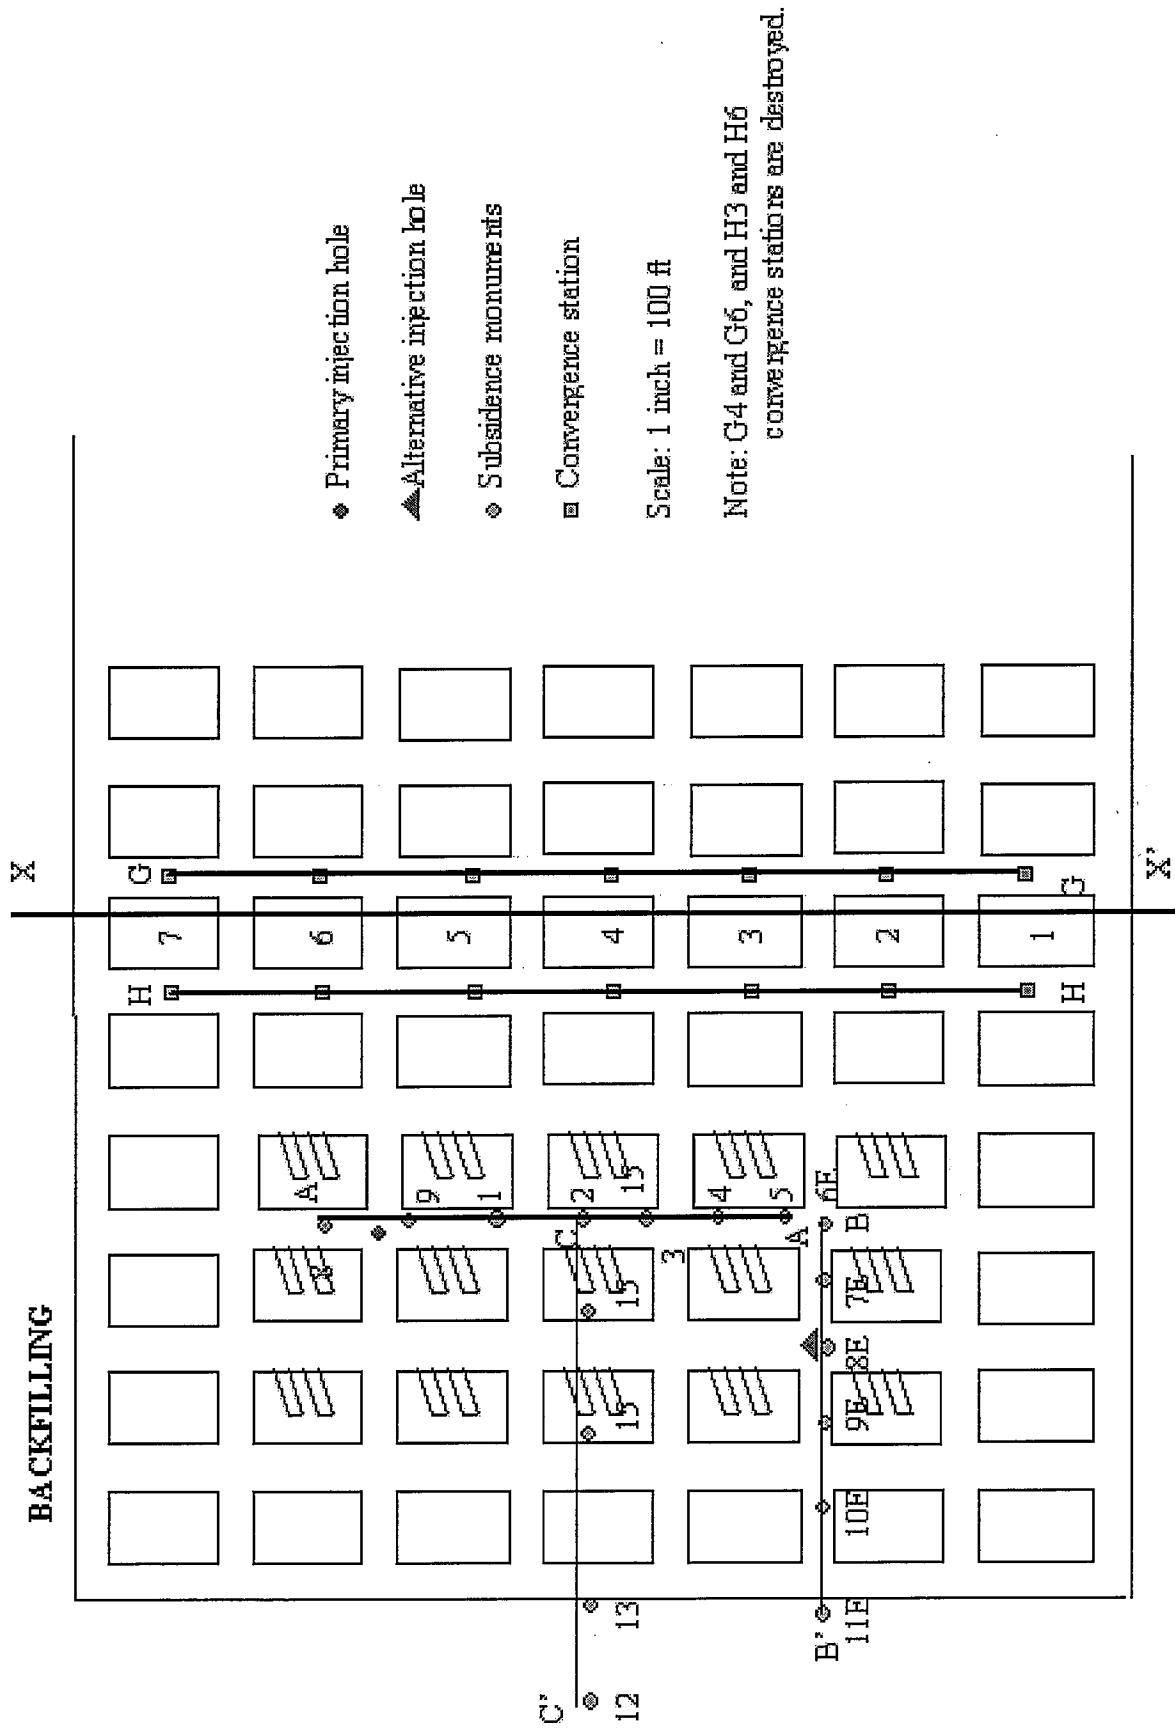 BACKFILLING
X
G
H
7
6
5
4
3
2
1
G
H
X'
Primary injection hole
Alternative injection hole
Subsidence monuments
Convergence station
Scale: 1 inch = 100 ft
Note: G4 and G6, and H3 and H6
convergence stations are destroyed.
A
9
1
2
15
4
5
6E
8
C
3
A
B
15
7E
8E
15
9E
10E
13
B'
11E
C'
12